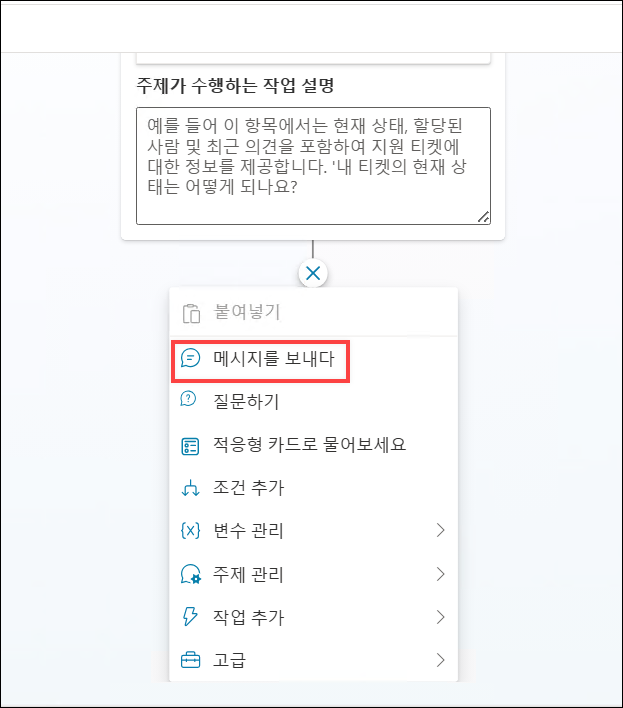 주제가 수행하는 작업 설명
예를 들어 이 항목에서는 현재 상태, 할당된
사람 및 최근 의견을 포함하여 지원 티켓에
대한 정보를 제공합니다. '내 티켓의 현재 상
태는 어떻게 되나요?
붙여넣기
메시지를 보내다
질문하기
적응형 카드로 물어보세요
조건 추가
변수 관리
주제 관리
작업 추가
고급